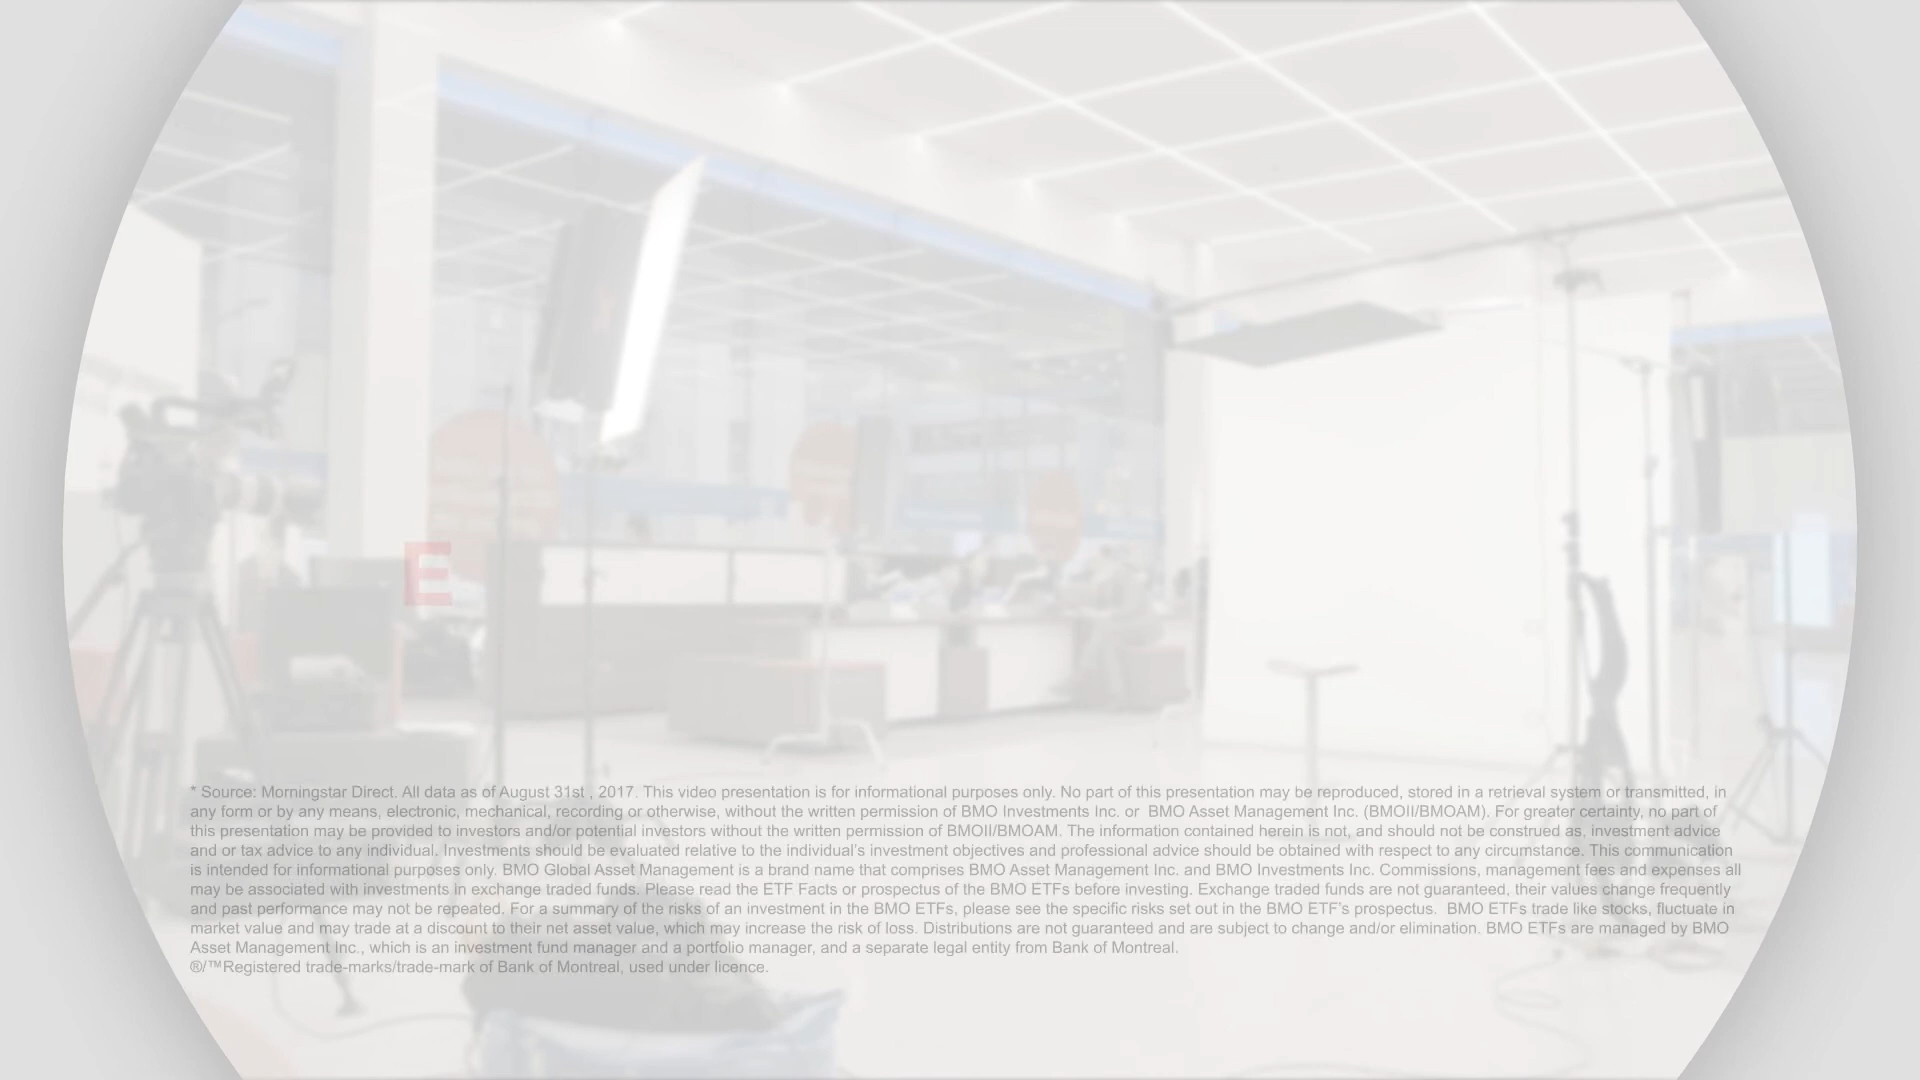 E
* Source: Morningstar Direct. All data as of August 31st , 2017. This video presentation is for informational purposes only. No part of this presentation may be reproduced, stored in a retrieval system or transmitted, in
any form or by any means, electronic, mechanical, recording or otherwise, without the written permission of BMO Investments Inc. or  BMO Asset Management Inc. (BMOII/BMOAM). For greater certainty, no part of
this presentation may be provided to investors and/or potential investors without the written permission of BMOII/BMOAM. The information contained herein is not, and should not be construed as, investment advice
and or tax advice to any individual. Investments should be evaluated relative to the individual's investment objectives and professional advice should be obtained with respect to any circumstance. This communication
is intended for informational purposes only. BMO Global Asset Management is a brand name that comprises BMO Asset Management Inc. and BMO Investments Inc. Commissions, management fees and expenses all
may be associated with investments in exchange traded funds. Please read the ETF Facts or prospectus of the BMO ETFs before investing. Exchange traded funds are not guaranteed, their values change frequently
and past performance may not be repeated. For a summary of the risks of an investment in the BMO ETFs, please see the specific risks set out in the BMO ETF's prospectus.  BMO ETFs trade like stocks, fluctuate in
market value and may trade at a discount to their net asset value, which may increase the risk of loss. Distributions are not guaranteed and are subject to change and/or elimination. BMO ETFs are managed by BMO
Asset Management Inc., which is an investment fund manager and a portfolio manager, and a separate legal entity from Bank of Montreal.
®/™Registered trade-marks/trade-mark of Bank of Montreal, used under licence.